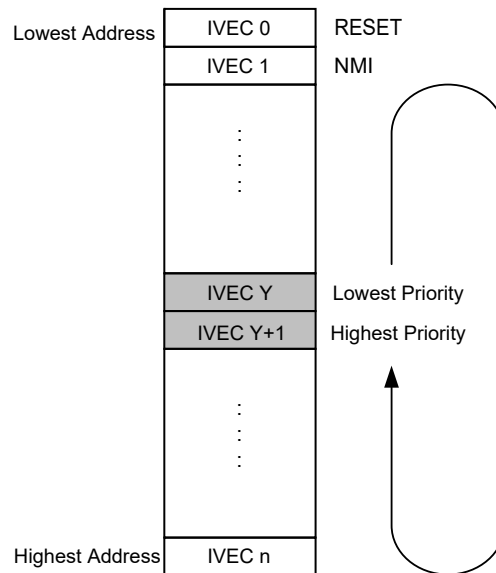 Lowest Address IVEC 0 RESET
IVEC 1 NMI
:
:
:
IVEC Y Lowest Priority
IVEC Y+1 Highest Priority
:
:
:
Highest Address IVEC n